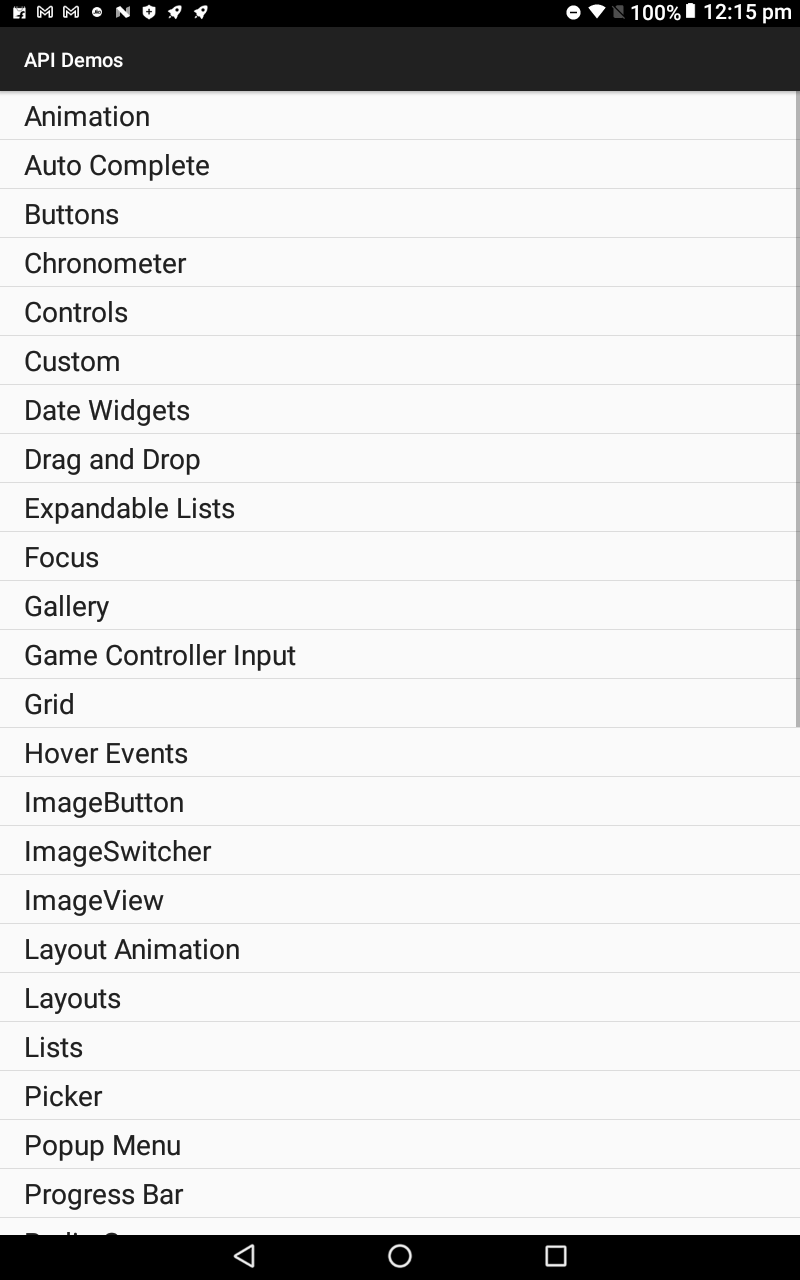 100% 12:15 pm
API Demos
Animation
Auto Complete
Buttons
Chronometer
Controls
Custom
Date Widgets
Drag and Drop
Expandable Lists
Focus
Gallery
Game Controller Input
Grid
Hover Events
ImageButton
ImageSwitcher
ImageView
Layout Animation
Layouts
Lists
Picker
Popup Menu
Progress Bar